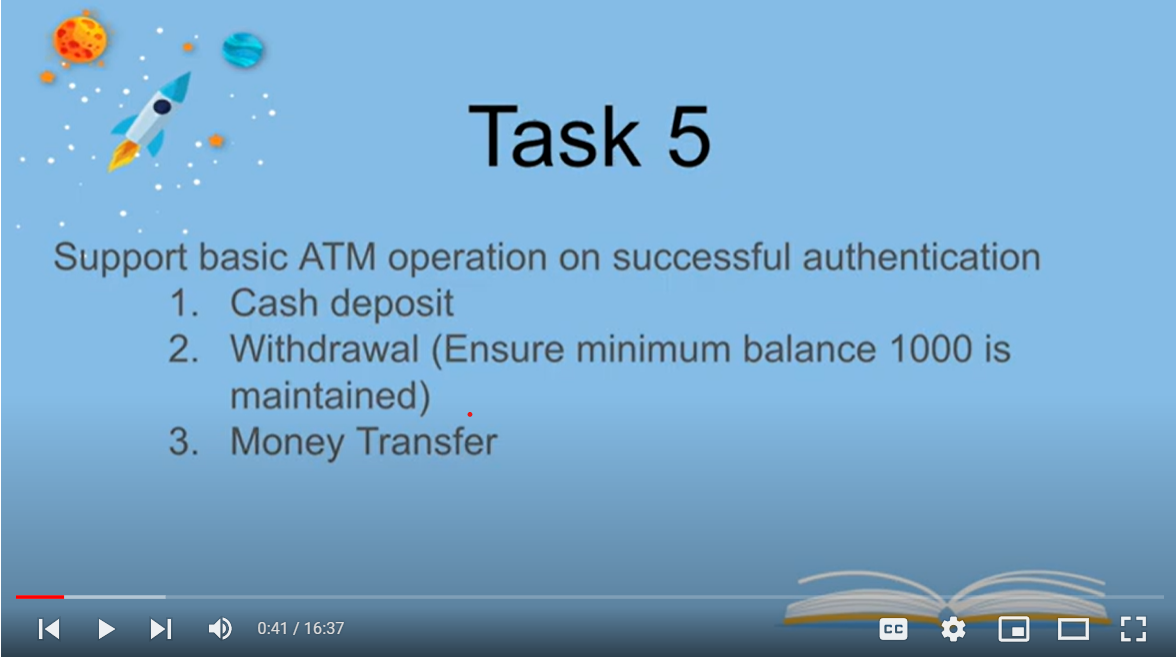 Task 5
Support basic ATM operation on successful authentication
1. Cash deposit
2. Withdrawal (Ensure minimum balance 1000 is
maintained)
3. Money Transfer
0:41 / 16:37
CC